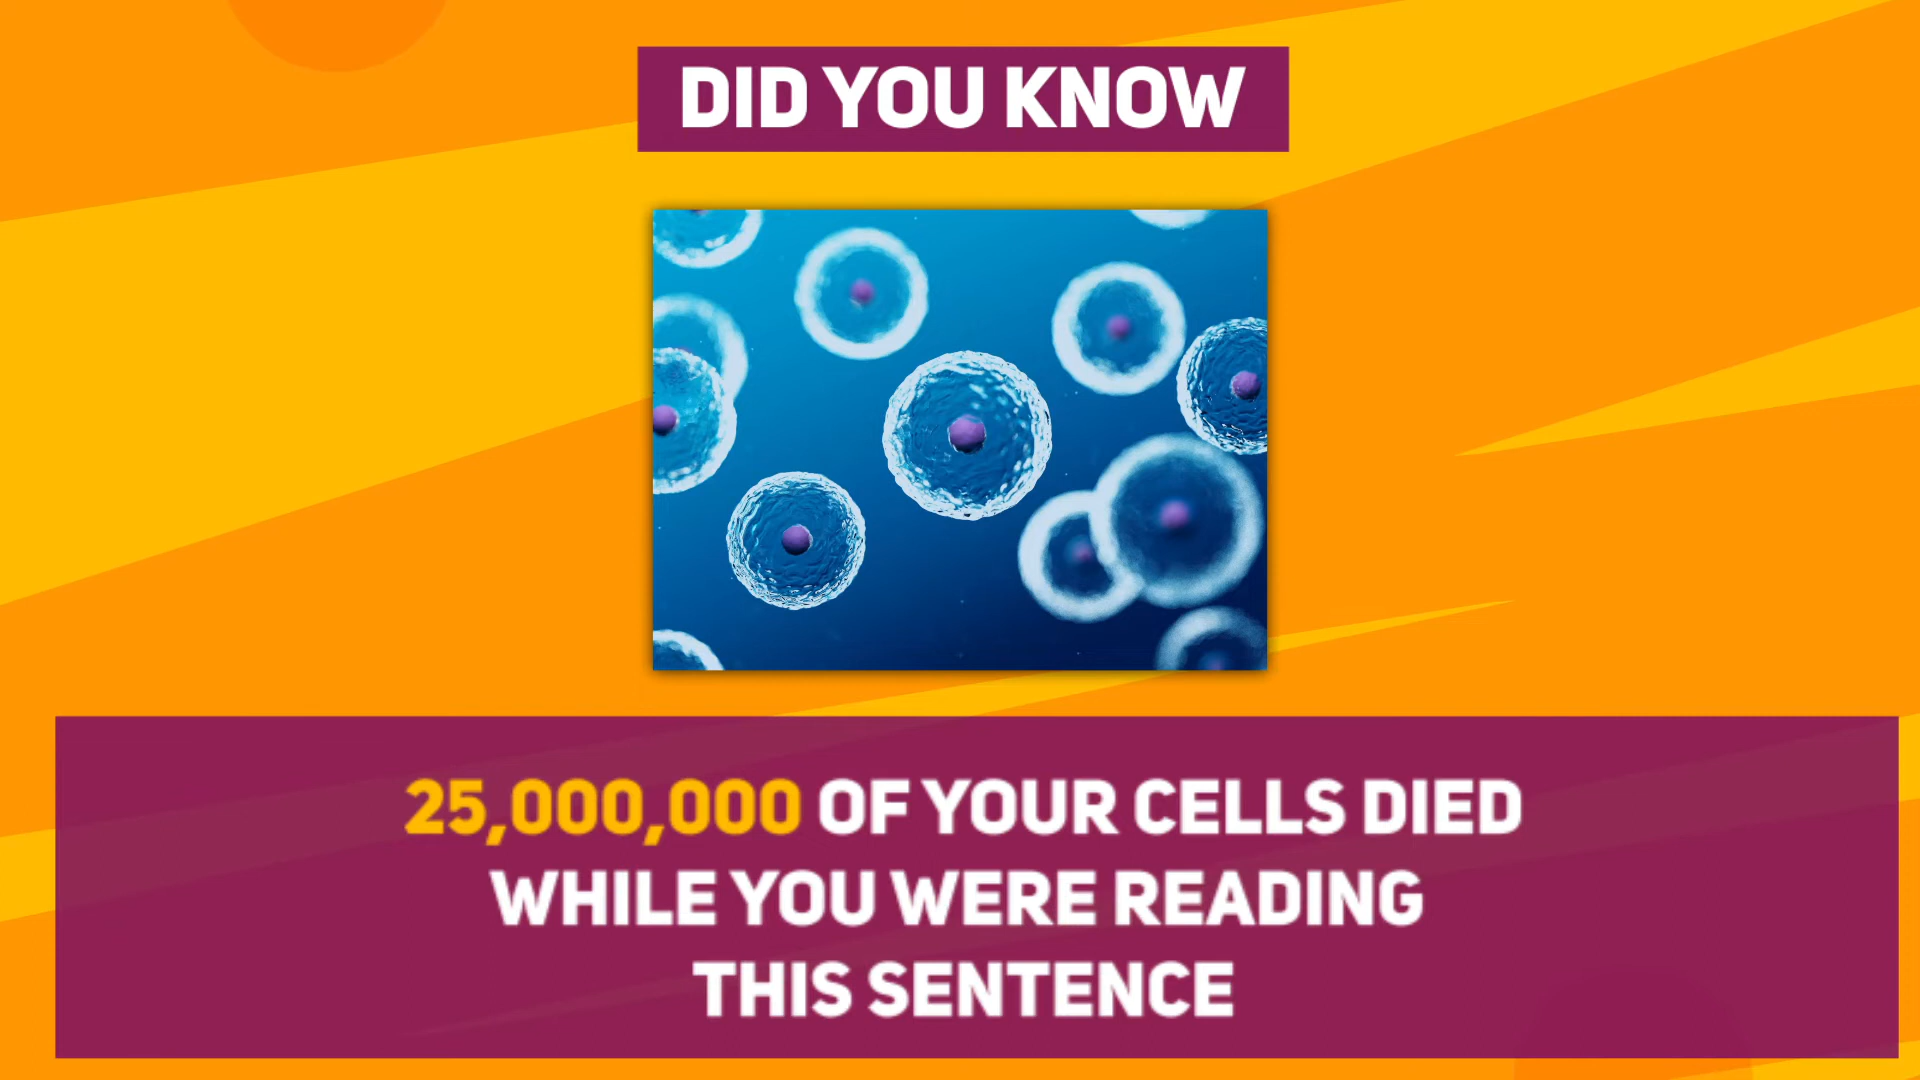 DID YOU KNOW
25,000,000 OF YOUR CELLS DIED
WHILE YOU WERE READING
THIS SENTENCE